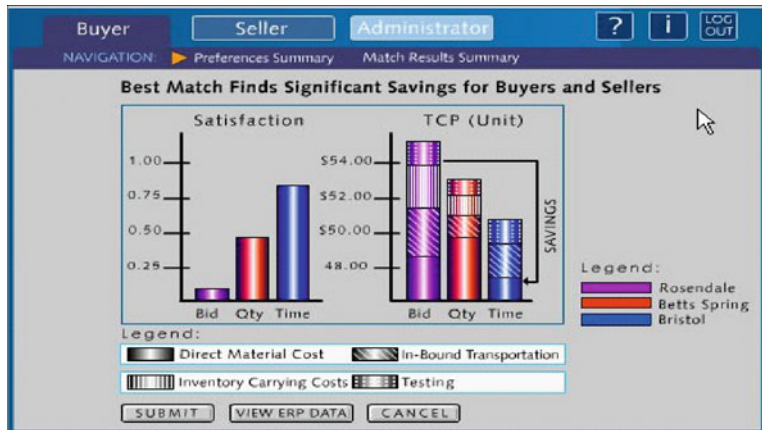 Buyer Seller Administrator ? i LOG OUT
NAVIGATION: Preferences Summary Match Results Summary
Best Match Finds Significant Savings for Buyers and Sellers
Satisfaction
1.00
0.75
0.50
0.25
Bid Qty Time
TCP (Unit)
$54.00
$52.00
$50.00
48.00
Bid Qty Time
SAVINGS
Legend:
Rosendale
Betts Spring
Bristol
Legend:
Direct Material Cost In-Bound Transportation
Inventory Carrying Costs Testing
SUBMIT VIEW ERP DATA CANCEL